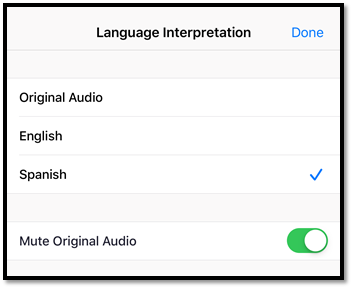 Language Interpretation Done
Original Audio
English
Spanish
Mute Original Audio